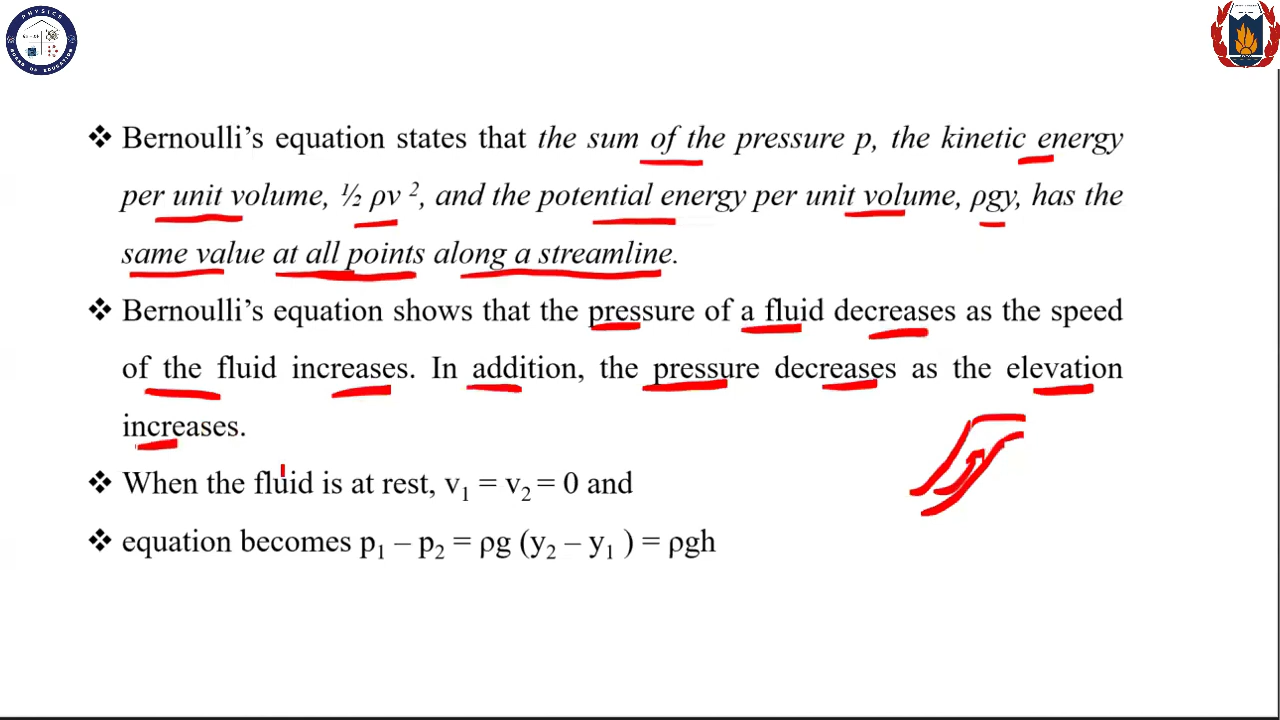 PHYSICS
BOARD OF EDUCATION
❖ Bernoulli’s equation states that the sum of the pressure p, the kinetic energy
per unit volume, ½ ρv ², and the potential energy per unit volume, ρgy, has the
same value at all points along a streamline.
❖ Bernoulli’s equation shows that the pressure of a fluid decreases as the speed
of the fluid increases. In addition, the pressure decreases as the elevation
increases.
❖ When the fluid is at rest, v₁ = v₂ = 0 and
❖ equation becomes p₁ – p₂ = ρg (y₂ – y₁ ) = ρgh